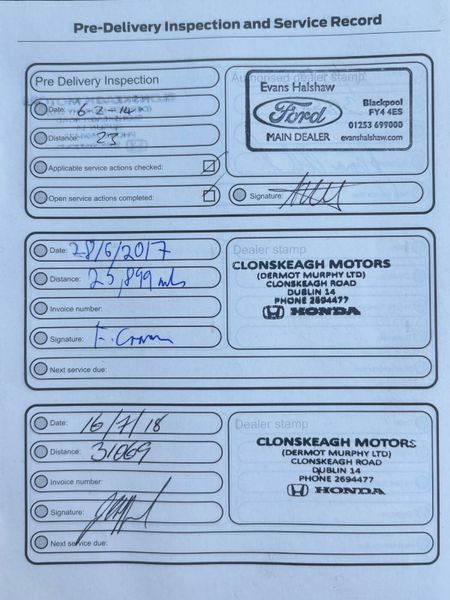 Pre-Delivery Inspection and Service Record
Pre Delivery Inspection
Date: 6-2-14
Distance: 23
Applicable service actions checked:
Open service actions completed:
Authorised dealer stamp
Evans Halshaw
Ford
MAIN DEALER
Blackpool
FY4 4ES
01253 699000
evanshalshaw.com
Signature:
Date: 28/6/2017
Distance: 25,899 mls
Invoice number:
Signature:
Next service due:
Dealer stamp
CLONSKEAGH MOTORS
(DERMOT MURPHY LTD)
CLONSKEAGH ROAD
DUBLIN 14
PHONE 2694477
HONDA
Date: 16/7/18
Distance: 31069
Invoice number:
Signature:
Next service due:
Dealer stamp
CLONSKEAGH MOTORS
(DERMOT MURPHY LTD)
CLONSKEAGH ROAD
DUBLIN 14
PHONE 2694477
HONDA